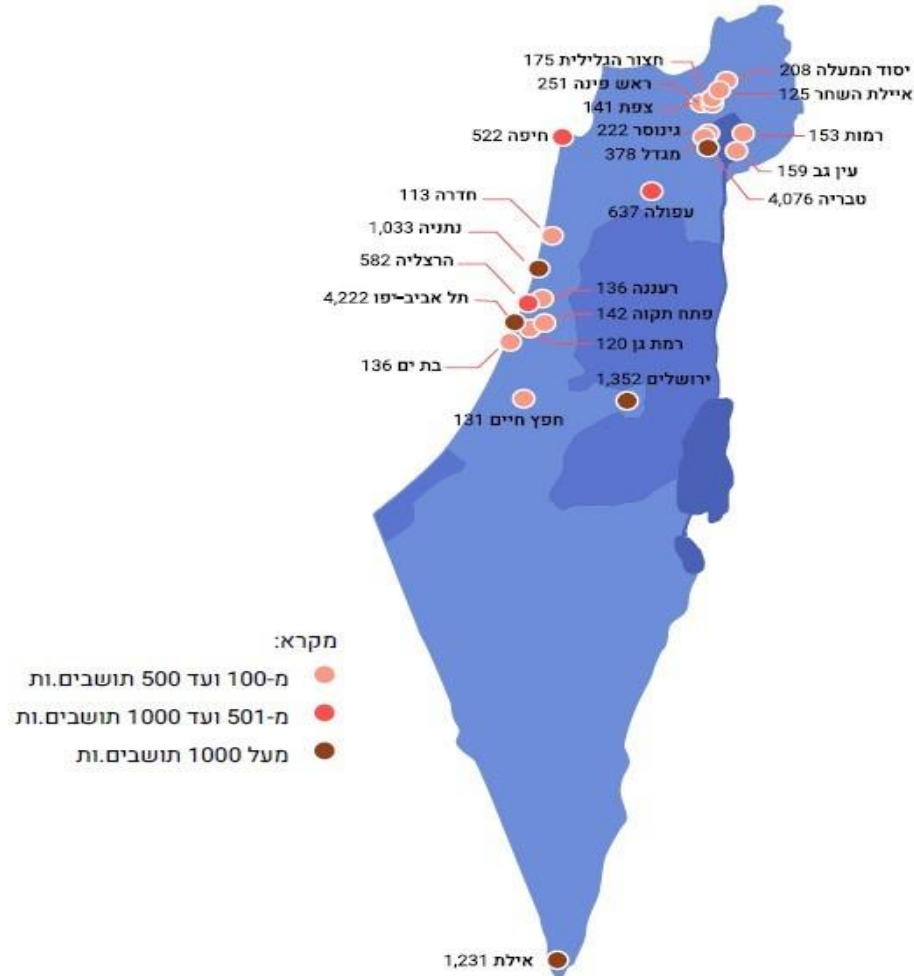 חצור הגלילית 175
ראש פינה 251
צפת 141
יסוד המעלה 208
איילת השחר 125
חיפה 522
גינוסר 222
מגדל 378
רמות 153
עין גב 159
טבריה 4,076
עפולה 637
חדרה 113
נתניה 1,033
הרצליה 582
תל אביב-יפו 4,222
בת ים 136
רעננה 136
פתח תקוה 142
רמת גן 120
ירושלים 1,352
חפץ חיים 131
מקרא:
מ-100 ועד 500 תושבים.ות
מ-501 ועד 1000 תושבים.ות
מעל 1000 תושבים.ות
אילת 1,231